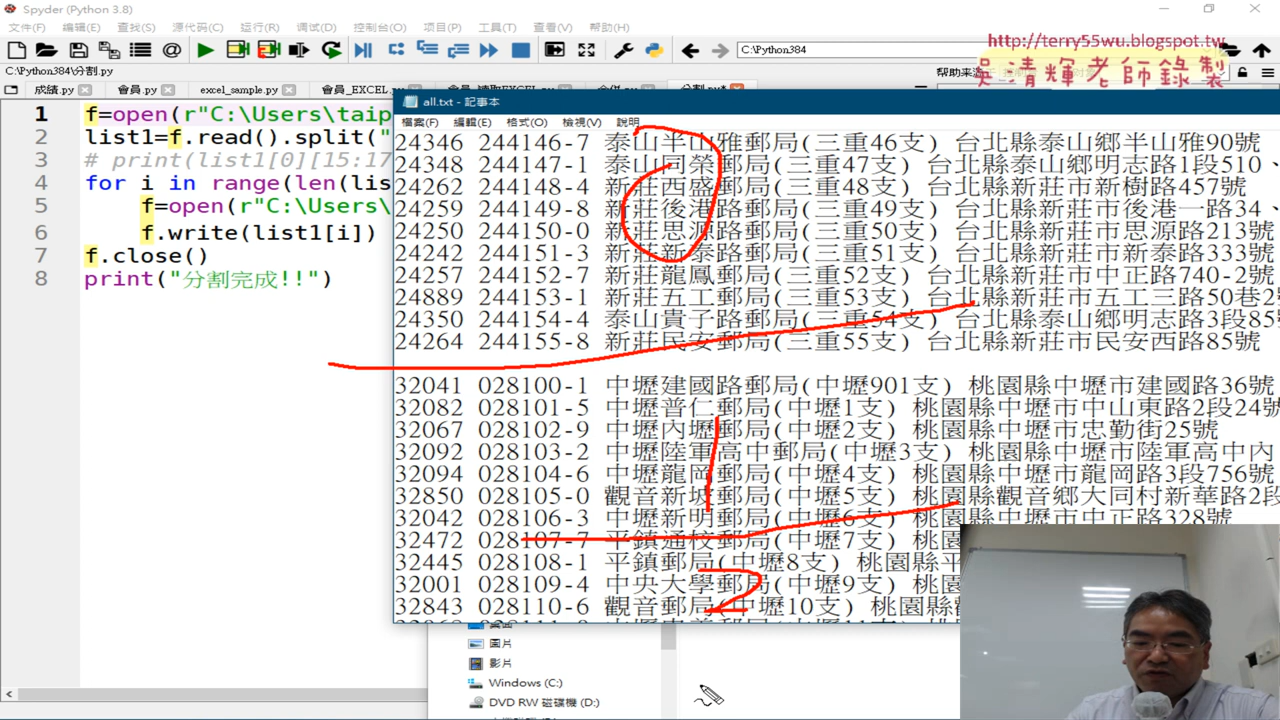 Spyder (Python 3.8)
文件(F) 编辑(E) 查找(S) 源代码(C) 运行(R) 调试(D) 控制台(O) 项目(P) 工具(T) 查看(V) 帮助(H)
C:\Python384
http://terry55wu.blogspot.tw
吳清輝老師錄製
C:\Python384\分割.py
成績.py 會員.py excel_sample.py
all.txt - 記事本
檔案(F) 編輯(E) 格式(O) 檢視(V) 說明
1 f=open(r"C:\Users\taip
2 list1=f.read().split("
3 # print(list1[0][15:17
4 for i in range(len(lis
5 f=open(r"C:\Users\
6 f.write(list1[i])
7 f.close()
8 print("分割完成!!")
24346 244146-7 泰山半山雅郵局(三重46支) 台北縣泰山鄉半山雅90號
24348 244147-1 泰山同榮郵局(三重47支) 台北縣泰山鄉明志路1段510、
24262 244148-4 新莊西盛郵局(三重48支) 台北縣新莊市新樹路457號
24259 244149-8 新莊後港路郵局(三重49支) 台北縣新莊市後港一路34、
24250 244150-0 新莊思源路郵局(三重50支) 台北縣新莊市思源路213號
24242 244151-3 新莊新泰路郵局(三重51支) 台北縣新莊市新泰路333號
24257 244152-7 新莊龍鳳郵局(三重52支) 台北縣新莊市中正路740-2號
24889 244153-1 新莊五工郵局(三重53支) 台北縣新莊市五工三路50巷2
24350 244154-4 泰山貴子路郵局(三重54支) 台北縣泰山鄉明志路3段85
24264 244155-8 新莊民安郵局(三重55支) 台北縣新莊市民安西路85號
32041 028100-1 中壢建國路郵局(中壢901支) 桃園縣中壢市建國路36號
32082 028101-5 中壢普仁郵局(中壢1支) 桃園縣中壢市中山東路2段24
32067 028102-9 中壢內壢郵局(中壢2支) 桃園縣中壢市忠勤街25號
32092 028103-2 中壢陸軍高中郵局(中壢3支) 桃園縣中壢市陸軍高中內
32094 028104-6 中壢龍岡郵局(中壢4支) 桃園縣中壢市龍岡路3段756號
32850 028105-0 觀音新坡郵局(中壢5支) 桃園縣觀音鄉大同村新華路2段
32042 028106-3 中壢新明郵局(中壢6支) 桃園縣中壢市中正路328號
32472 028107-7 平鎮通校郵局(中壢7支) 桃園
32445 028108-1 平鎮郵局(中壢8支) 桃園縣平
32001 028109-4 中央大學郵局(中壢9支) 桃園
32843 028110-6 觀音郵局(中壢10支) 桃園縣
1
2
圖片
影片
Windows (C:)
DVD RW 磁碟機 (D:)